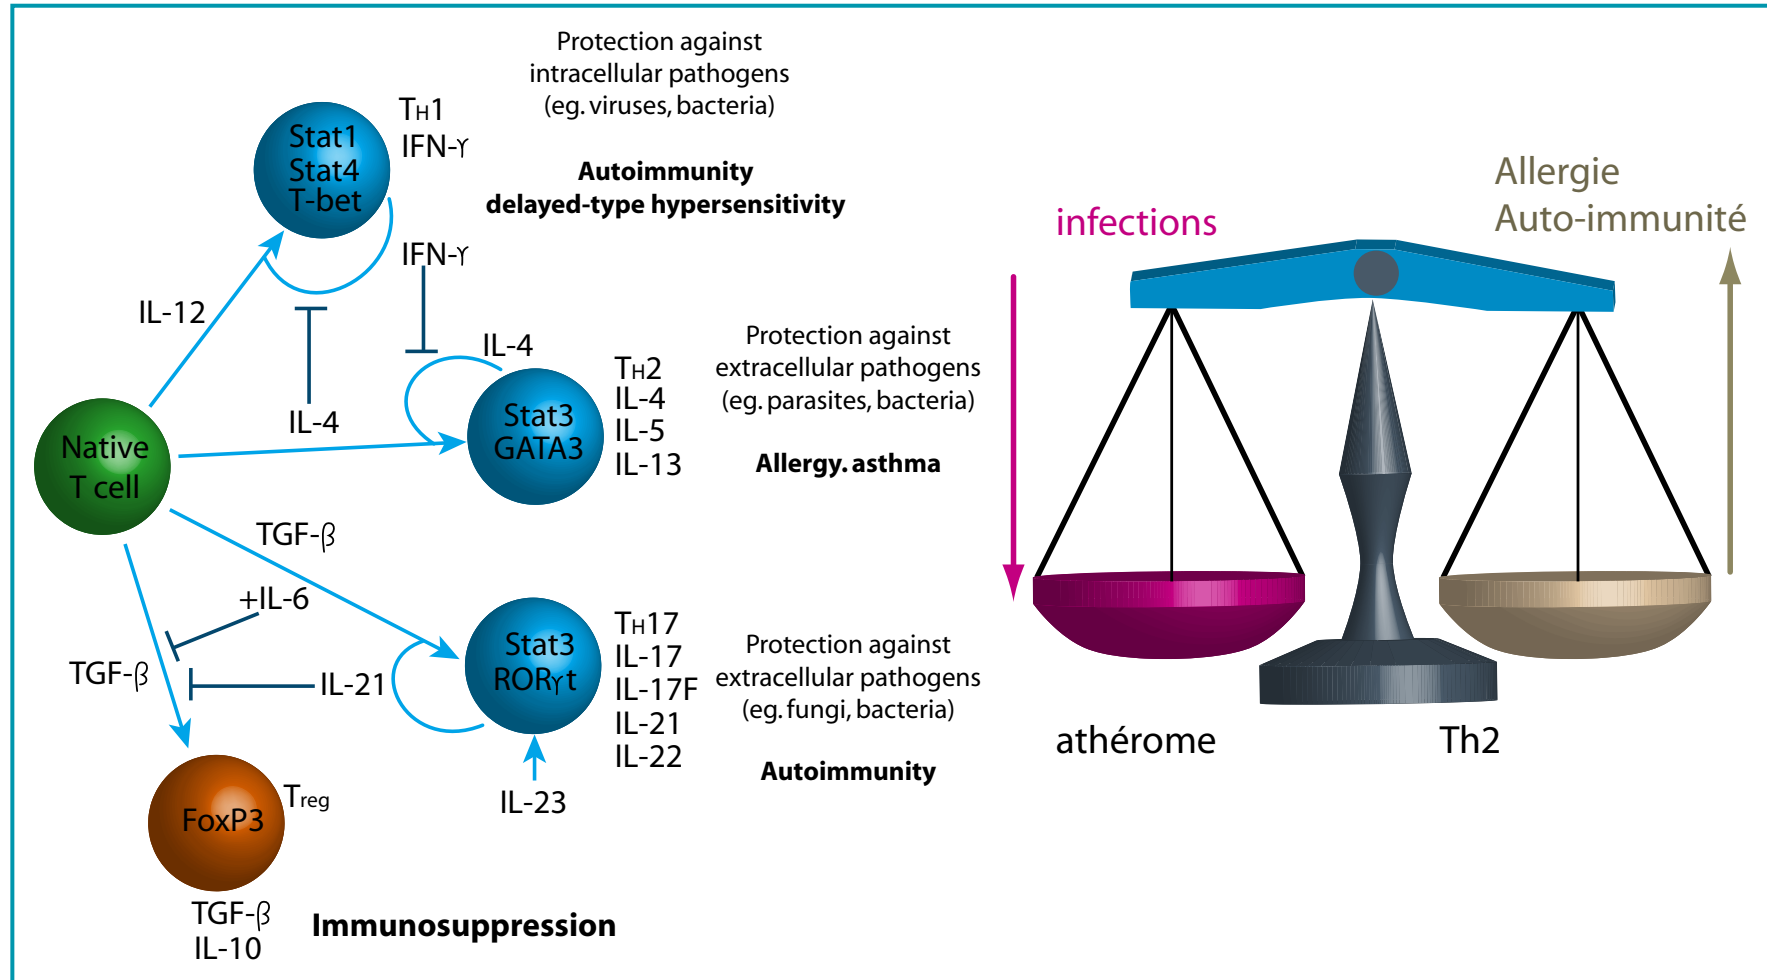 Protection against
intracellular pathogens
(eg. viruses, bacteria)
TH1
IFN-γ
Stat1
Stat4
T-bet
Autoimmunity
delayed-type hypersensitivity
IFN-γ
IL-12
IL-4
IL-4
Native
T cell
Stat3
GATA3
TH2
IL-4
IL-5
IL-13
Protection against
extracellular pathogens
(eg. parasites, bacteria)
Allergy. asthma
TGF-β
+IL-6
TGF-β
IL-21
Stat3
RORγt
TH17
IL-17
IL-17F
IL-21
IL-22
Protection against
extracellular pathogens
(eg. fungi, bacteria)
Autoimmunity
IL-23
FoxP3
Treg
TGF-β
IL-10
Immunosuppression
infections
Allergie
Auto-immunité
athérome
Th2